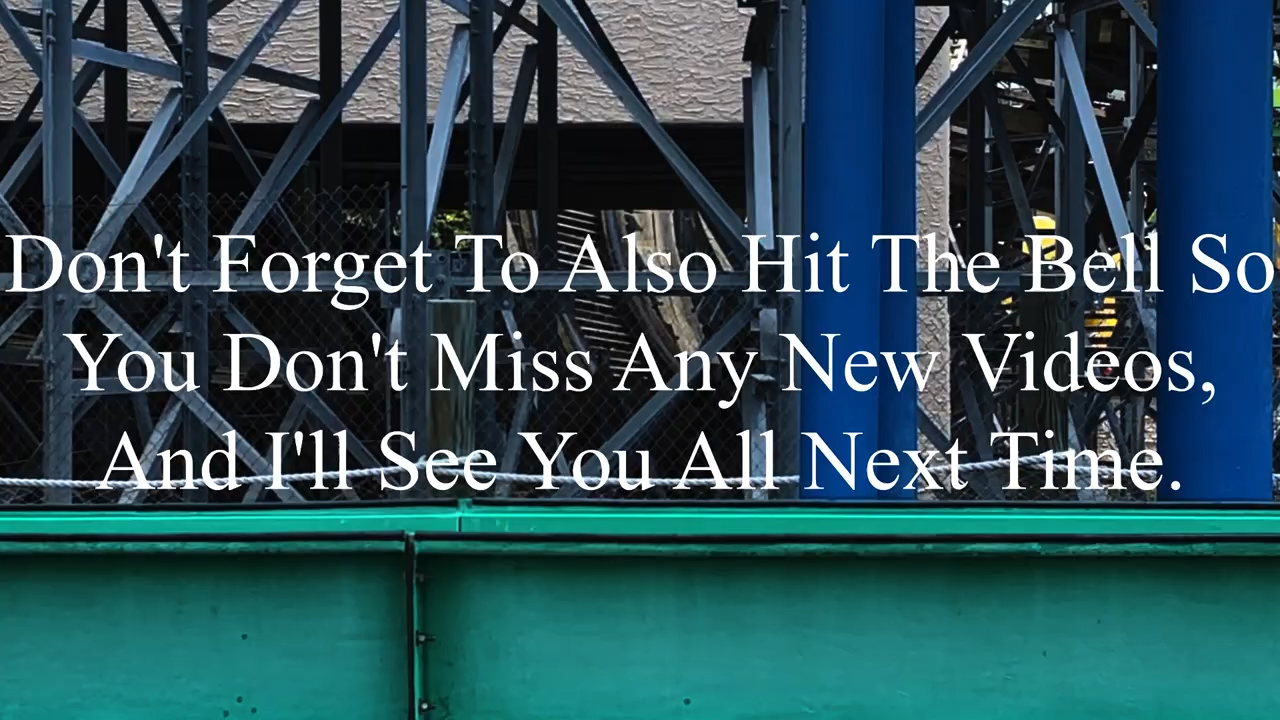 Don't Forget To Also Hit The Bell So
You Don't Miss Any New Videos,
And I'll See You All Next Time.